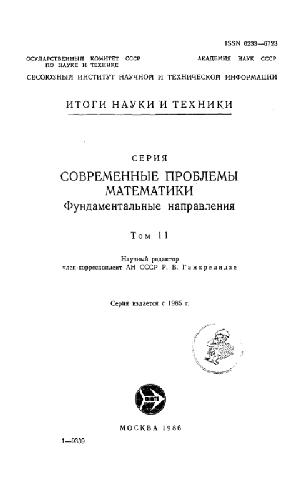 ISSN 0233—6723
ГОСУДАРСТВЕННЫЙ КОМИТЕТ СССР
ПО НАУКЕ И ТЕХНИКЕ
АКАДЕМИЯ НАУК СССР
ВСЕСОЮЗНЫЙ ИНСТИТУТ НАУЧНОЙ И ТЕХНИЧЕСКОЙ ИНФОРМАЦИИ
ИТОГИ НАУКИ И ТЕХНИКИ
СЕРИЯ
СОВРЕМЕННЫЕ ПРОБЛЕМЫ
МАТЕМАТИКИ
Фундаментальные направления
Том 11
Научный редактор
член-корреспондент АН СССР Р. В. Гамкрелидзе
Серия издается с 1985 г.
МОСКВА 1986